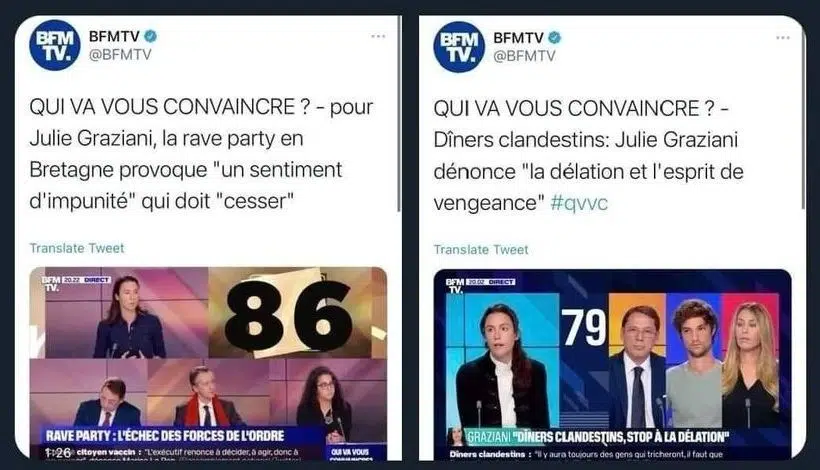 BFM
TV.
BFMTV
@BFMTV
QUI VA VOUS CONVAINCRE ? - pour
Julie Graziani, la rave party en
Bretagne provoque "un sentiment
d'impunité" qui doit "cesser"
Translate Tweet
BFM
TV.
20.22 DIRECT
86
RAVE PARTY : L'ÉCHEC DES FORCES DE L'ORDRE
1:26
citoyen vaccin : "L'exécutif renonce à décider, à agir, donc à
QUI VA VOUS
CONVAINCRE
BFM
TV.
BFMTV
@BFMTV
QUI VA VOUS CONVAINCRE ? -
Dîners clandestins: Julie Graziani
dénonce "la délation et l'esprit de
vengeance" #qvvc
Translate Tweet
BFM
TV.
20.02 DIRECT
79
GRAZIANI "DÎNERS CLANDESTINS, STOP À LA DÉLATION"
Dîners clandestins : "Il y aura toujours des gens qui tricheront, il faut que